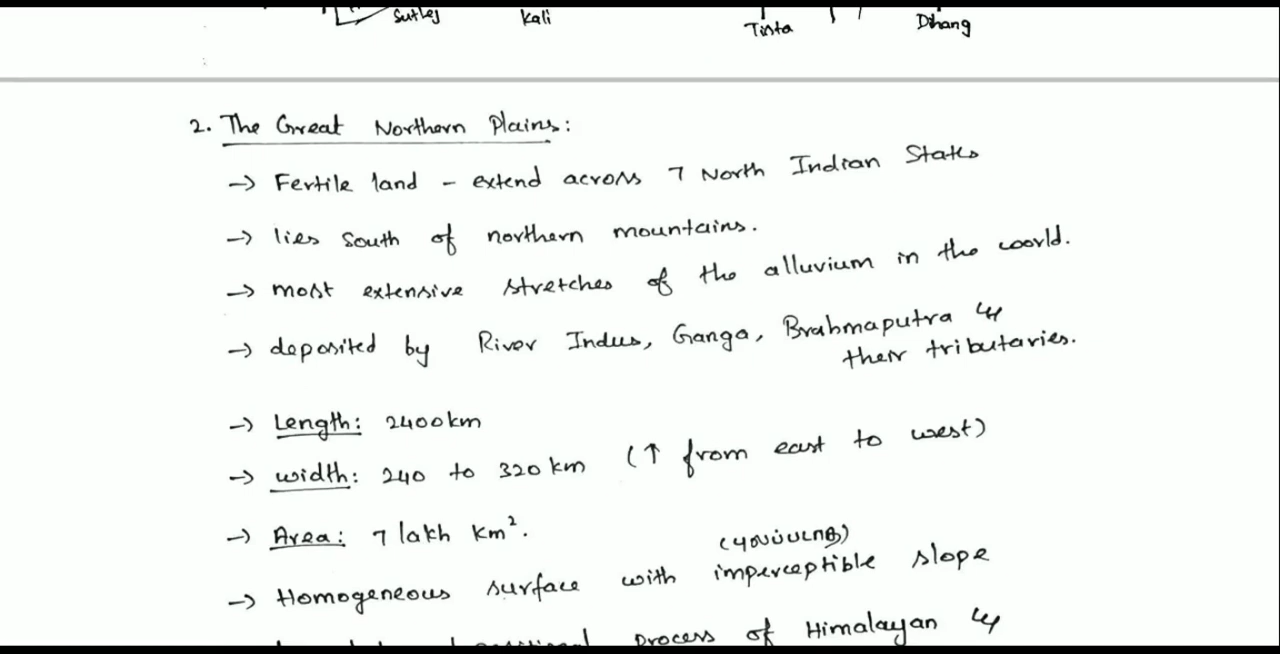 Sutlej Kali Tista Dihang
2. The Great Northern Plains:
→ Fertile land - extend across 7 North Indian States
→ lies south of northern mountains.
→ most extensive stretches of the alluvium in the world.
→ deposited by River Indus, Ganga, Brahmaputra &
their tributaries.
→ Length: 2400km
→ width: 240 to 320 km (↑ from east to west)
→ Area: 7 lakh km².
(புலப்படாத)
→ Homogeneous surface with imperceptible slope
process of Himalayan &